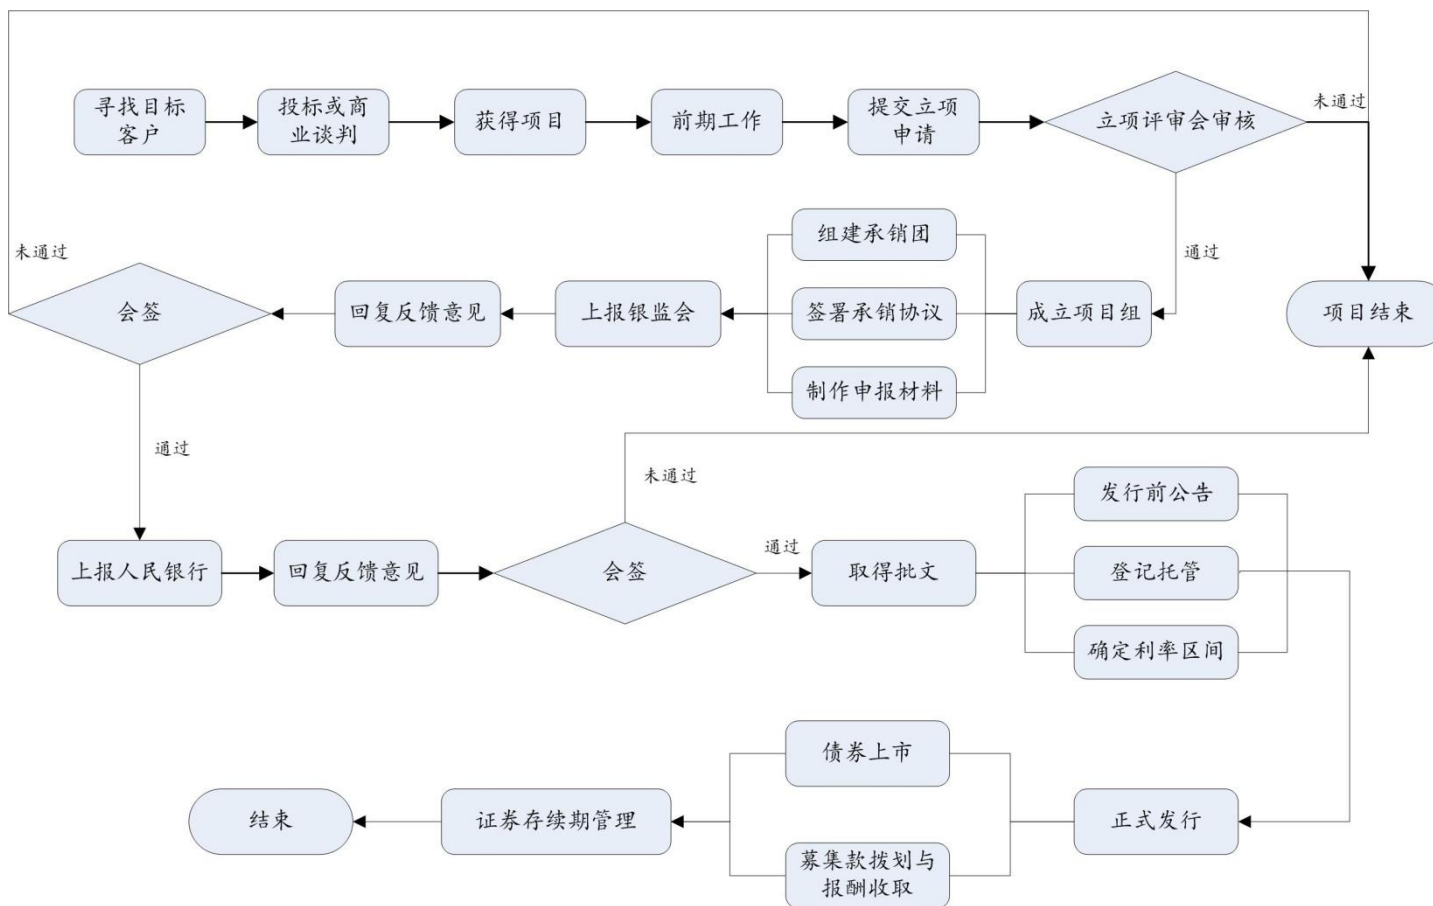 寻找目标
客户
投标或商
业谈判
获得项目
前期工作
提交立项
申请
立项评审会审核
未通过
通过
组建承销团
未通过
会签
回复反馈意见
上报银监会
签署承销协议
成立项目组
项目结束
制作申报材料
通过
未通过
发行前公告
通过
上报人民银行
回复反馈意见
会签
取得批文
登记托管
确定利率区间
债券上市
结束
证券存续期管理
正式发行
募集款拨划与
报酬收取